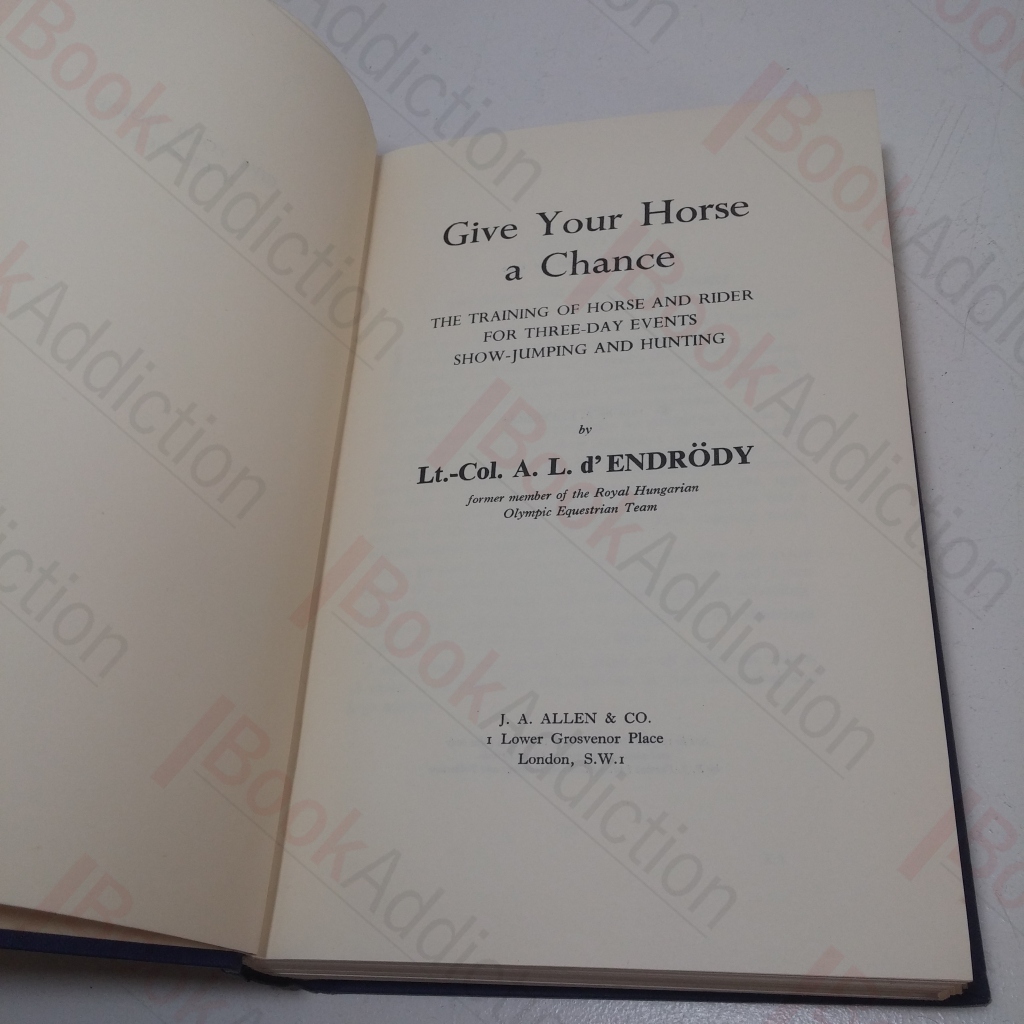 Give Your Horse
a Chance
THE TRAINING OF HORSE AND RIDER
FOR THREE-DAY EVENTS
SHOW-JUMPING AND HUNTING
by
Lt.-Col. A. L. d'ENDRÖDY
former member of the Royal Hungarian
Olympic Equestrian Team
J. A. ALLEN & CO.
1 Lower Grosvenor Place
London, S.W.1
BookAddiction